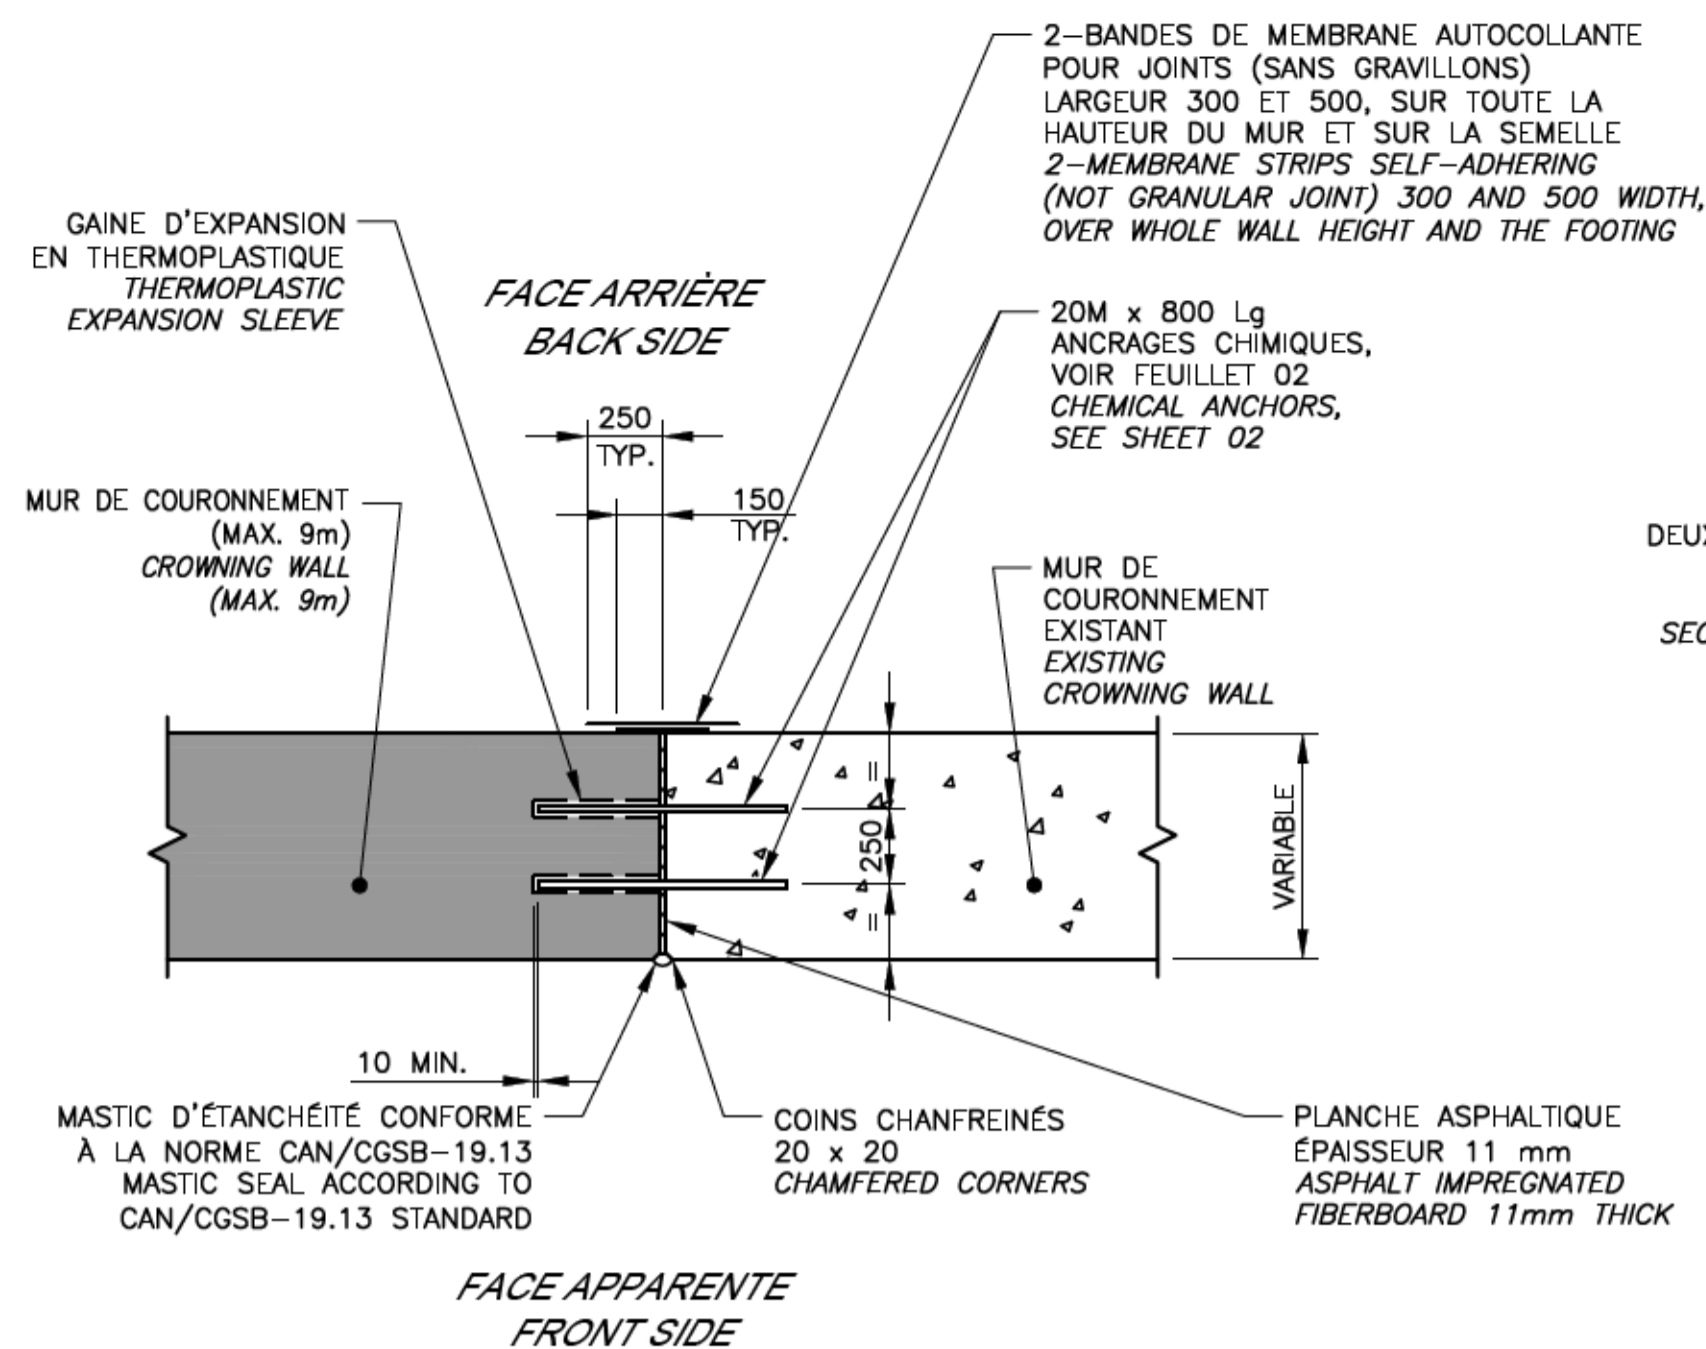 2-BANDES DE MEMBRANE AUTOCOLLANTE
POUR JOINTS (SANS GRAVILLONS)
LARGEUR 300 ET 500, SUR TOUTE LA
HAUTEUR DU MUR ET SUR LA SEMELLE
2-MEMBRANE STRIPS SELF-ADHERING
(NOT GRANULAR JOINT) 300 AND 500 WIDTH,
OVER WHOLE WALL HEIGHT AND THE FOOTING
GAINE D'EXPANSION
EN THERMOPLASTIQUE
THERMOPLASTIC
EXPANSION SLEEVE
FACE ARRIÈRE
BACK SIDE
20M x 800 Lg
ANCRAGES CHIMIQUES,
VOIR FEUILLET 02
CHEMICAL ANCHORS,
SEE SHEET 02
250
TYP.
150
TYP.
MUR DE COURONNEMENT
(MAX. 9m)
CROWNING WALL
(MAX. 9m)
MUR DE
COURONNEMENT
EXISTANT
EXISTING
CROWNING WALL
=
250
=
VARIABLE
10 MIN.
MASTIC D'ÉTANCHÉITÉ CONFORME
À LA NORME CAN/CGSB-19.13
MASTIC SEAL ACCORDING TO
CAN/CGSB-19.13 STANDARD
COINS CHANFREINÉS
20 x 20
CHAMFERED CORNERS
PLANCHE ASPHALTIQUE
ÉPAISSEUR 11 mm
ASPHALT IMPREGNATED
FIBERBOARD 11mm THICK
FACE APPARENTE
FRONT SIDE